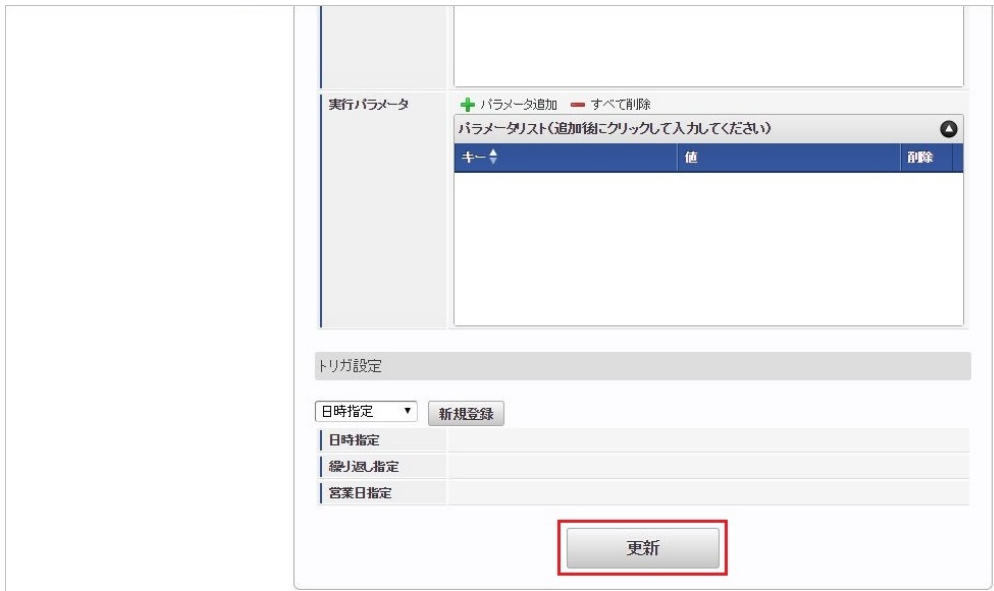 実行パラメータ
パラメータ追加 すべて削除
パラメータリスト(追加後にクリックして入力してください)
キー 値 削除
トリガ設定
日時指定 新規登録
日時指定
繰り返し指定
営業日指定
更新